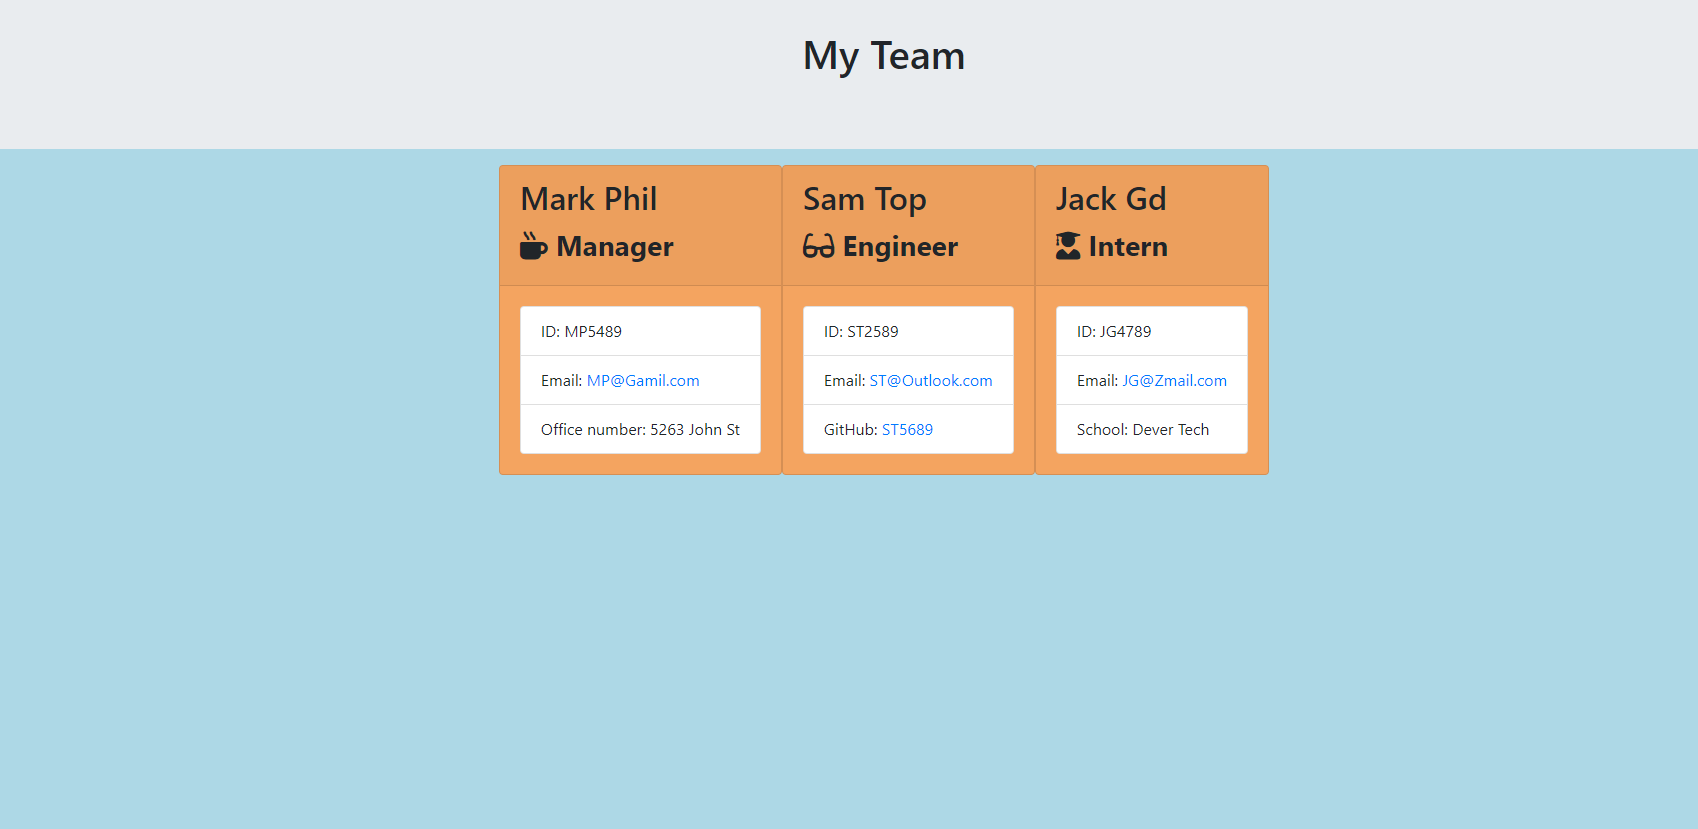 My Team
Mark Phil
Manager
ID: MP5489
Email: MP@Gamil.com
Office number: 5263 John St
Sam Top
Engineer
ID: ST2589
Email: ST@Outlook.com
GitHub: ST5689
Jack Gd
Intern
ID: JG4789
Email: JG@Zmail.com
School: Dever Tech